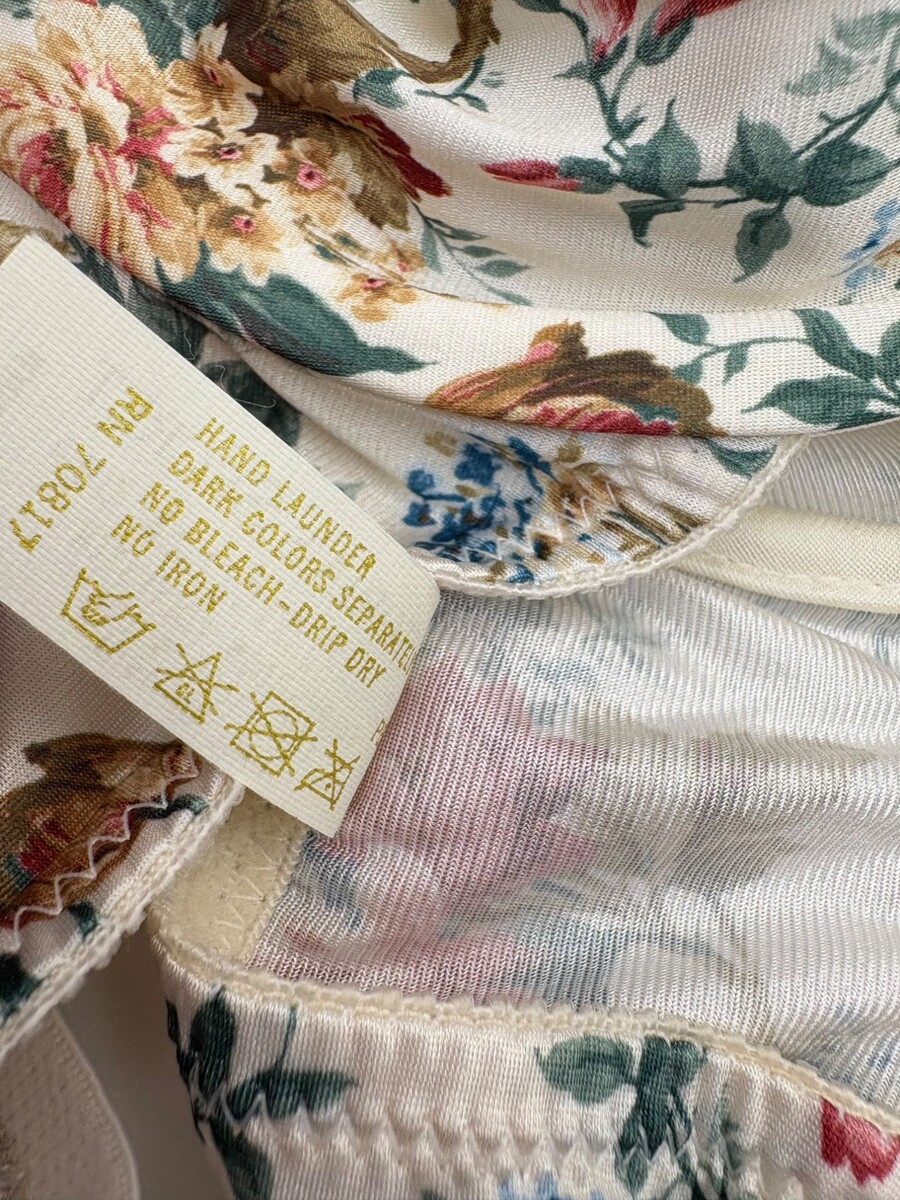 HAND LAUNDER
DARK COLORS SEPARATELY
NO BLEACH-DRIP DRY
NO IRON
RN 70817